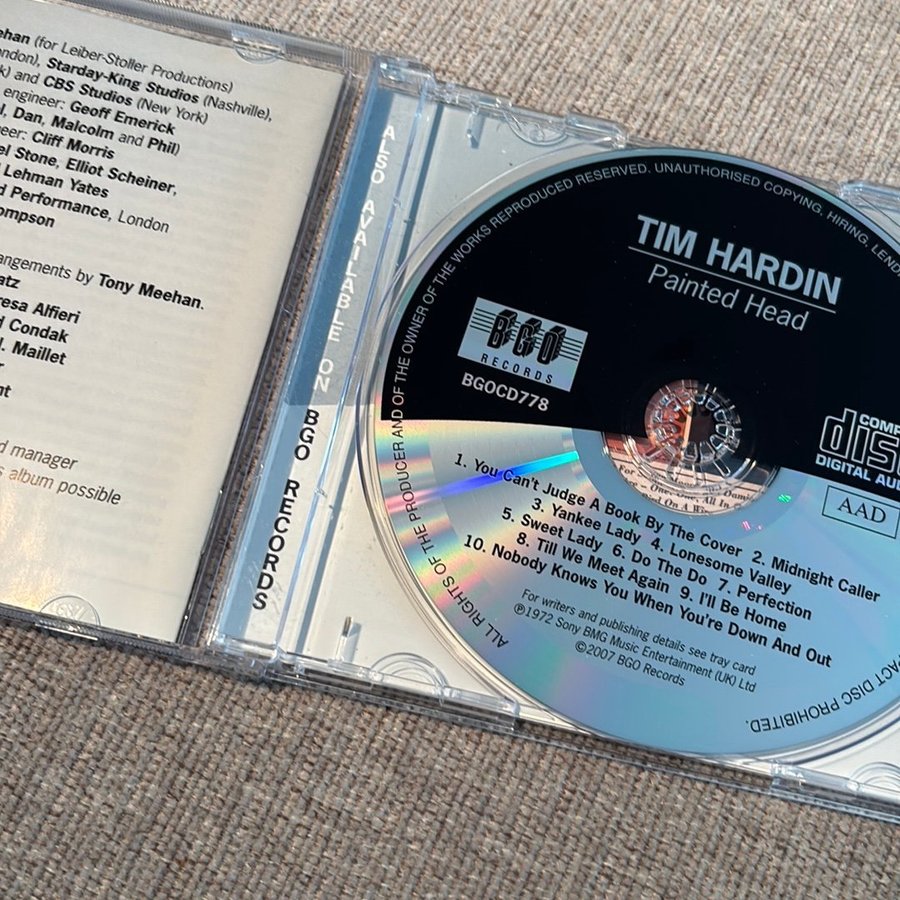 ehan (for Leiber-Stoller Productions)
ndon), Starday-King Studios (Nashville),
k) and CBS Studios (New York)
engineer: Geoff Emerick
l, Dan, Malcolm and Phil)
eer: Cliff Morris
el Stone, Elliot Scheiner,
Lehman Yates
d Performance, London
ompson
angements by Tony Meehan.
atz
resa Alfieri
d Condak
l. Maillet
r
nt
d manager
s album possible
ALSO AVAILABLE ON BGO RECORDS
ALL RIGHTS OF THE PRODUCER AND OF THE OWNER OF THE WORKS REPRODUCED RESERVED. UNAUTHORISED COPYING, HIRING, LEND
PACT DISC PROHIBITED.
TIM HARDIN
Painted Head
BGO
RECORDS
BGOCD778
COMP
disc
DIGITAL AU
AAD
1. You Can't Judge A Book By The Cover 2. Midnight Caller
3. Yankee Lady 4. Lonesome Valley
5. Sweet Lady 6. Do The Do 7. Perfection
8. Till We Meet Again 9. I'll Be Home
10. Nobody Knows You When You're Down And Out
For writers and publishing details see tray card
℗1972 Sony BMG Music Entertainment (UK) Ltd
©2007 BGO Records